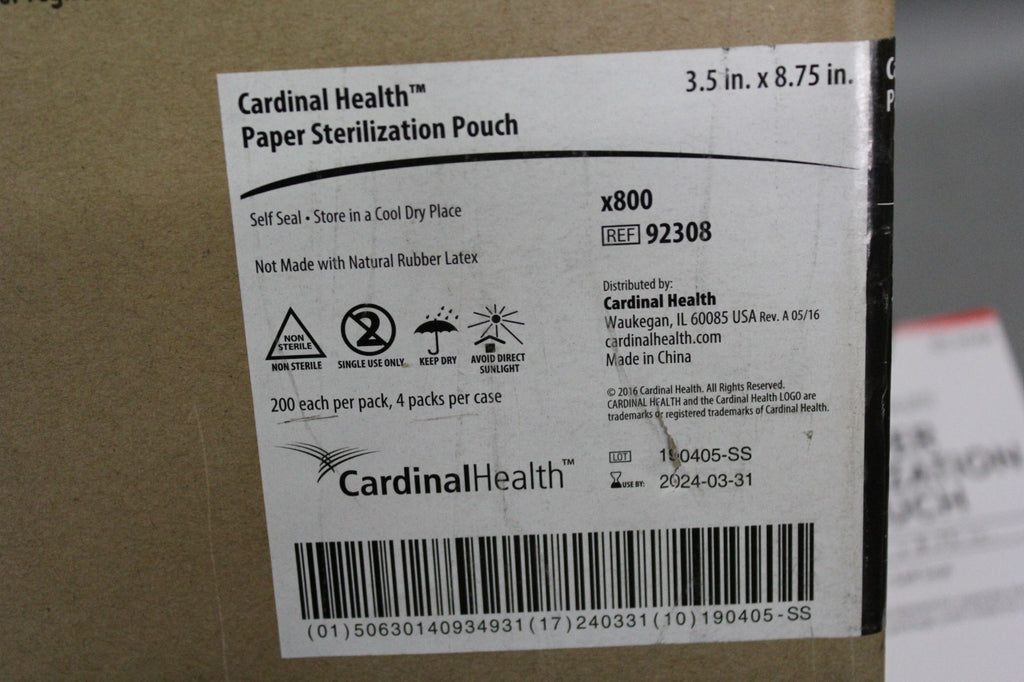 Cardinal Health™
Paper Sterilization Pouch
3.5 in. x 8.75 in.
Self Seal • Store in a Cool Dry Place
Not Made with Natural Rubber Latex
x800
REF 92308
Distributed by:
Cardinal Health
Waukegan, IL 60085 USA Rev. A 05/16
cardinalhealth.com
Made in China
NON
STERILE
NON STERILE
2
SINGLE USE ONLY
KEEP DRY
AVOID DIRECT
SUNLIGHT
200 each per pack, 4 packs per case
© 2016 Cardinal Health. All Rights Reserved.
CARDINAL HEALTH and the Cardinal Health LOGO are
trademarks or registered trademarks of Cardinal Health.
CardinalHealth™
LOT 190405-SS
USE BY: 2024-03-31
(01)50630140934931(17)240331(10)190405-SS